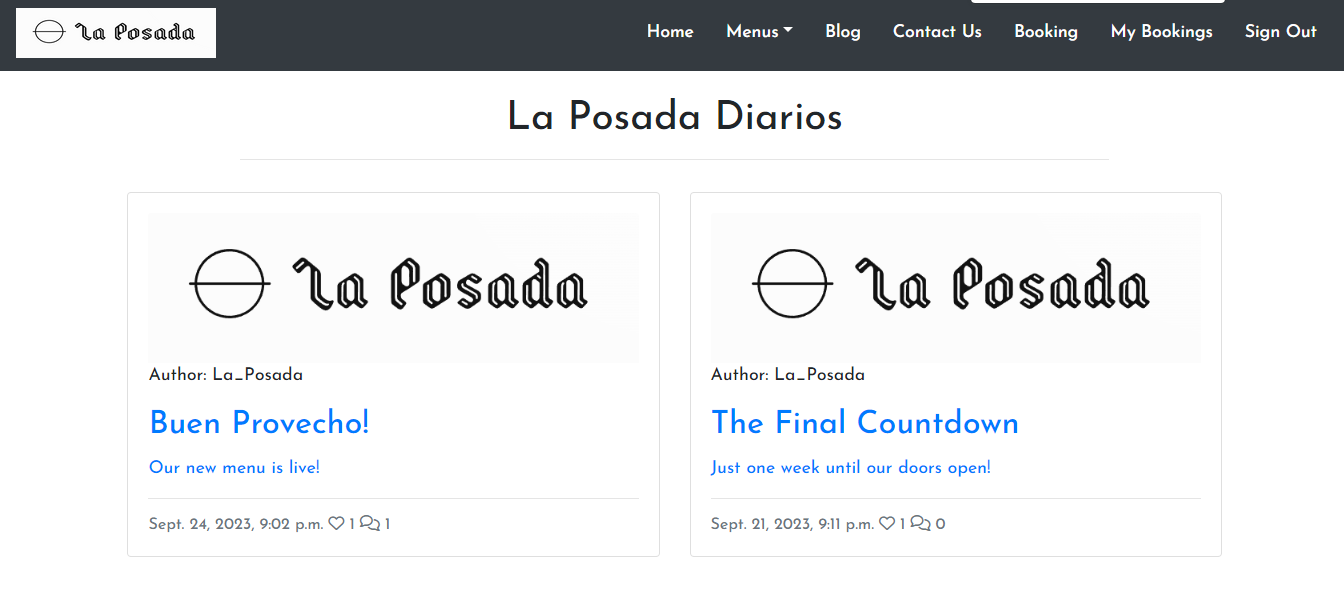 La Posada
Home Menus Blog Contact Us Booking My Bookings Sign Out
La Posada Diarios
La Posada
Author: La_Posada
Buen Provecho!
Our new menu is live!
Sept. 24, 2023, 9:02 p.m. 1 1
La Posada
Author: La_Posada
The Final Countdown
Just one week until our doors open!
Sept. 21, 2023, 9:11 p.m. 1 0